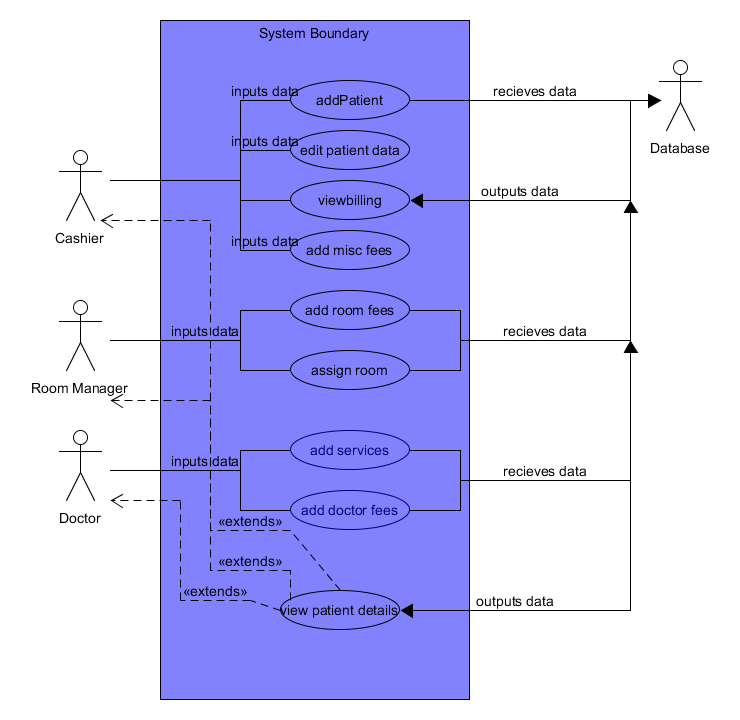 System Boundary
inputs data
addPatient
recieves data
Database
inputs data
edit patient data
viewbilling
outputs data
Cashier
inputs data
add misc fees
add room fees
inputs data
recieves data
assign room
Room Manager
add services
inputs data
recieves data
add doctor fees
Doctor
«extends»
«extends»
«extends»
view patient details
outputs data